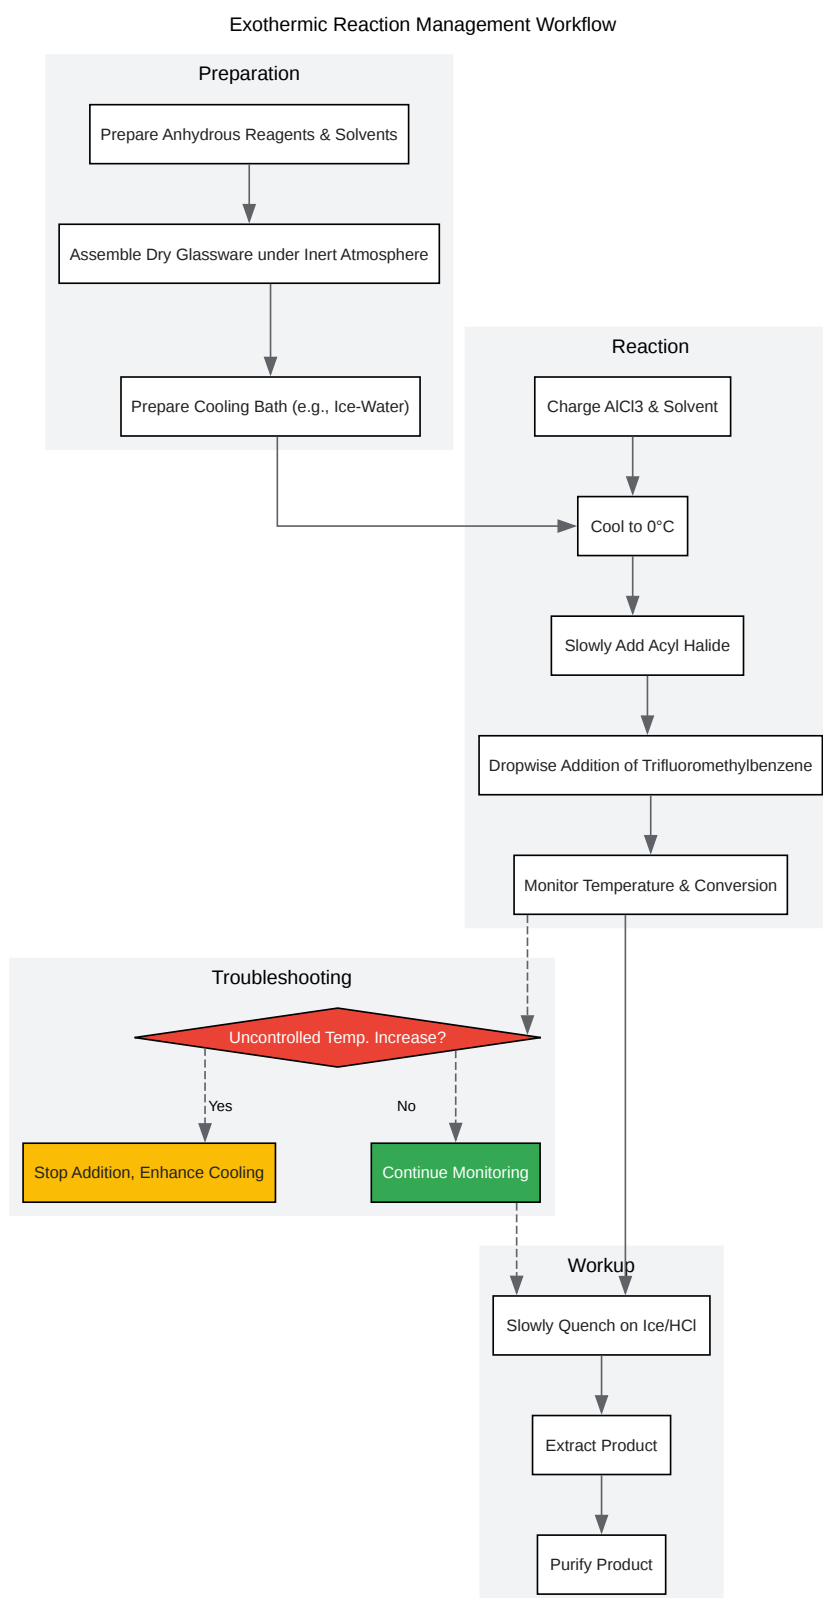 Exothermic Reaction Management Workflow
Preparation
Prepare Anhydrous Reagents & Solvents
Assemble Dry Glassware under Inert Atmosphere
Prepare Cooling Bath (e.g., Ice-Water)
Reaction
Charge AlCl3 & Solvent
Cool to 0°C
Slowly Add Acyl Halide
Dropwise Addition of Trifluoromethylbenzene
Monitor Temperature & Conversion
Troubleshooting
Uncontrolled Temp. Increase?
Yes
No
Stop Addition, Enhance Cooling
Continue Monitoring
Workup
Slowly Quench on Ice/HCl
Extract Product
Purify Product